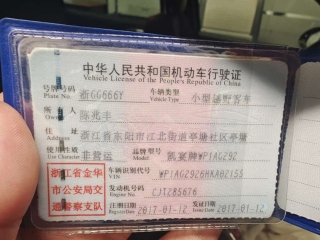 中华人民共和国机动车行驶证
Vehicle License of the People's Republic of China
号牌号码 浙GG666Y 车辆类型 小型越野客车
Plate No. Vehicle Type
所有人 陈兆丰
Owner
住址 浙江省东阳市江北街道亭塘社区亭塘
Address
使用性质 非营运 品牌型号 凯宴牌WP1AG292
Use Character Model
浙江省金华
市公安局交
通警察支队
车辆识别代号
VIN
发动机号码 CJTZ85676
Engine No.
注册日期 2017-01-12 发证日期 2017-01-12
Register Date Issue Date